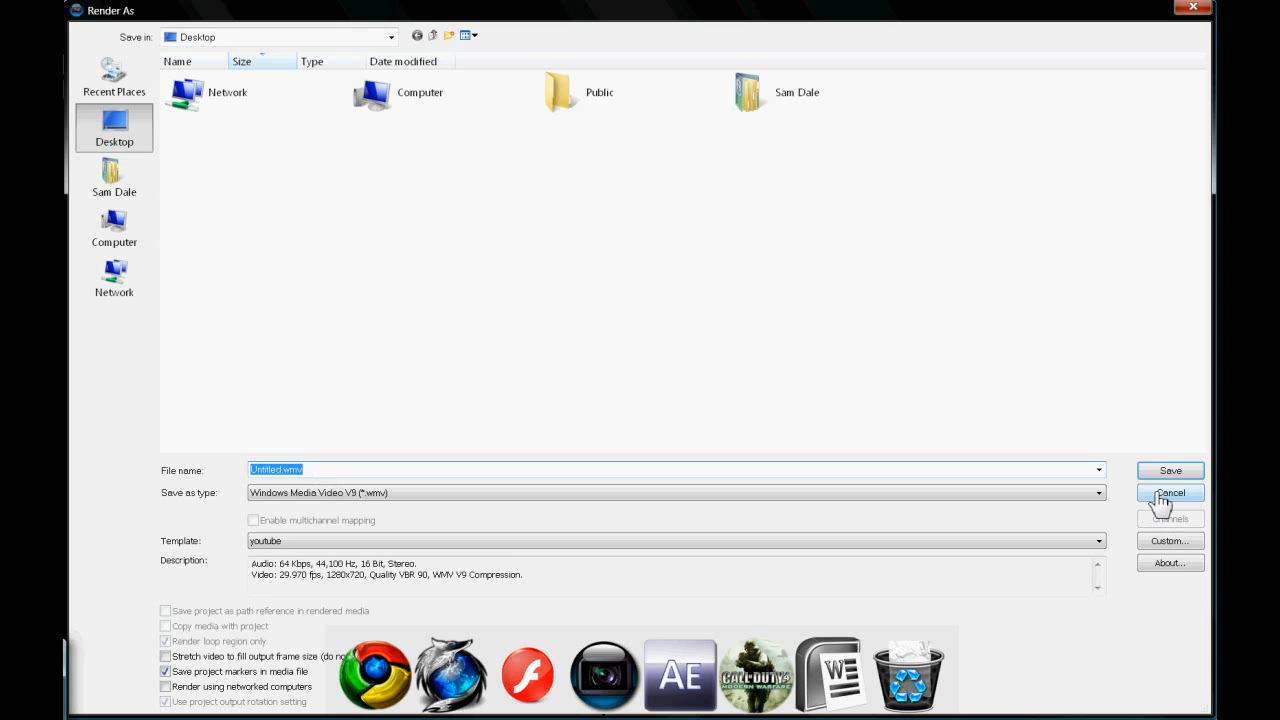 Render As
Save in: Desktop
Name Size Type Date modified
Network Computer Public Sam Dale
Recent Places
Desktop
Sam Dale
Computer
Network
File name: Untitled.wmv Save
Save as type: Windows Media Video V9 (*.wmv) Cancel
Enable multichannel mapping Channels
Template: youtube Custom...
Description: Audio: 64 Kbps, 44,100 Hz, 16 Bit, Stereo. About...
Video: 29.970 fps, 1280x720, Quality VBR 90, WMV V9 Compression.
Save project as path reference in rendered media
Copy media with project
Render loop region only
Stretch video to fill output frame size (do no
Save project markers in media file
Render using networked computers
Use project output rotation setting
AE
CALL OF DUTY 4
MODERN WARFARE
W